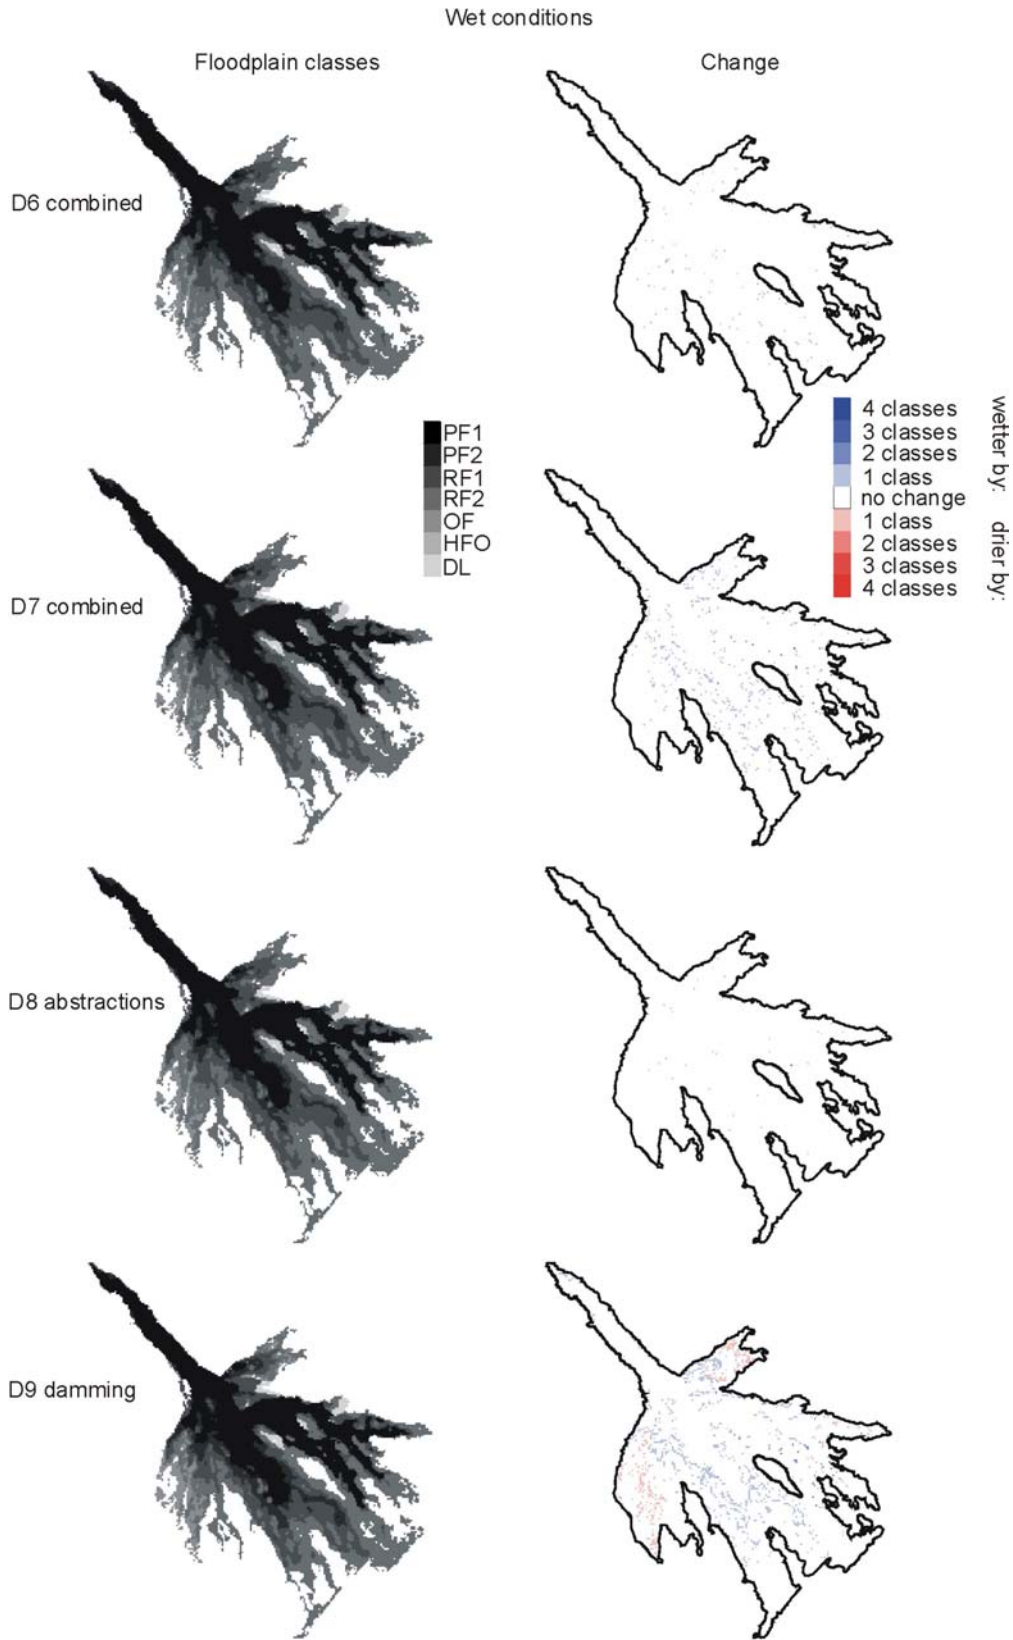 Wet conditions
Floodplain classes
Change
D6 combined
PF1
PF2
RF1
RF2
OF
HFO
DL
4 classes
3 classes
2 classes
1 class
no change
1 class
2 classes
3 classes
4 classes
wetter by:
drier by:
D7 combined
D8 abstractions
D9 damming